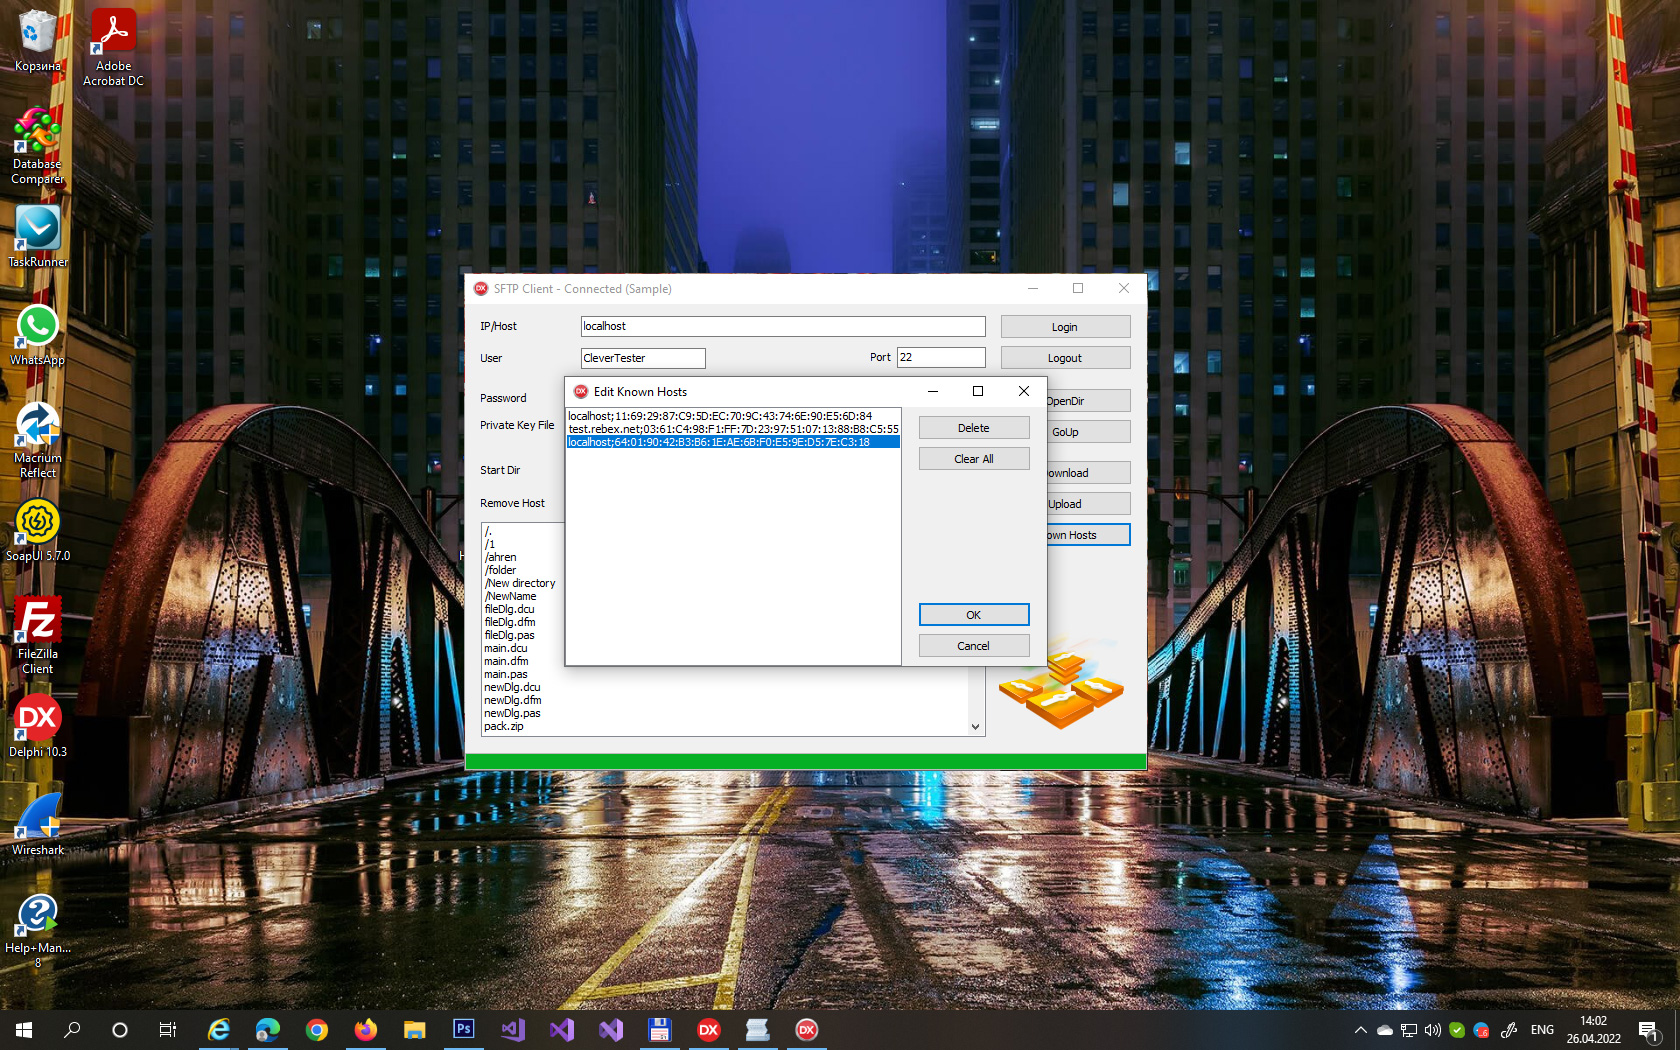 Корзина
Adobe
Acrobat DC
Database
Comparer
TaskRunner
WhatsApp
Macrium
Reflect
SoapUI 5.7.0
FileZilla
Client
DX
Delphi 10.3
Wireshark
Help+Man...
8
DX SFTP Client - Connected (Sample)
IP/Host
localhost
Login
User
CleverTester
Port
22
Logout
Password
Private Key File
Start Dir
Remove Host
OpenDir
GoUp
ownload
Upload
own Hosts
/.
/1
/ahren
/folder
/New directory
/NewName
fileDlg.dcu
fileDlg.dfm
fileDlg.pas
main.dcu
main.dfm
main.pas
newDlg.dcu
newDlg.dfm
newDlg.pas
pack.zip
DX Edit Known Hosts
localhost;11:69:29:87:C9:5D:EC:70:9C:43:74:6E:90:E5:6D:84
test.rebex.net;03:61:C4:98:F1:FF:7D:23:97:51:07:13:88:B8:C5:55
localhost;64:01:90:42:B3:B6:1E:AE:6B:F0:E5:9E:D5:7E:C3:18
Delete
Clear All
OK
Cancel
Ps
DX
DX
ENG
14:02
26.04.2022
1